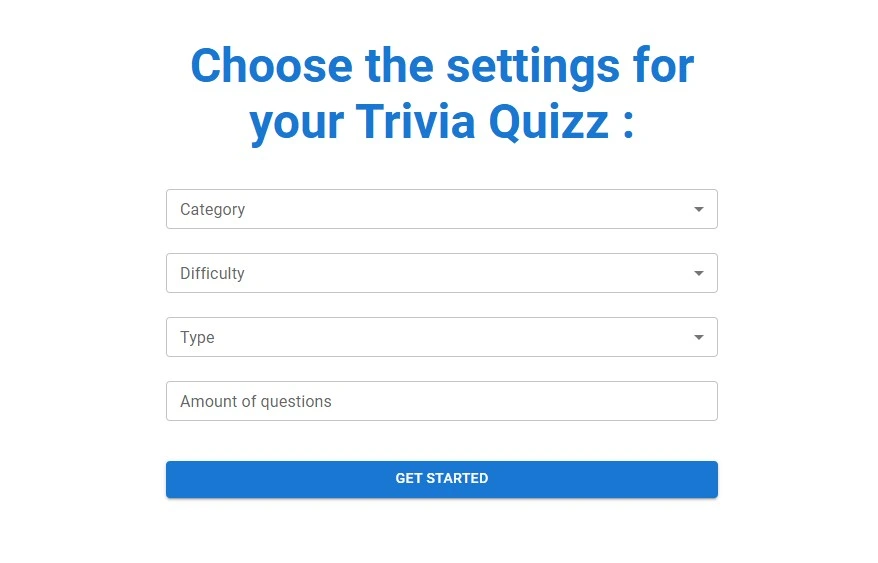 Choose the settings for
your Trivia Quizz :
Category
Difficulty
Type
Amount of questions
GET STARTED